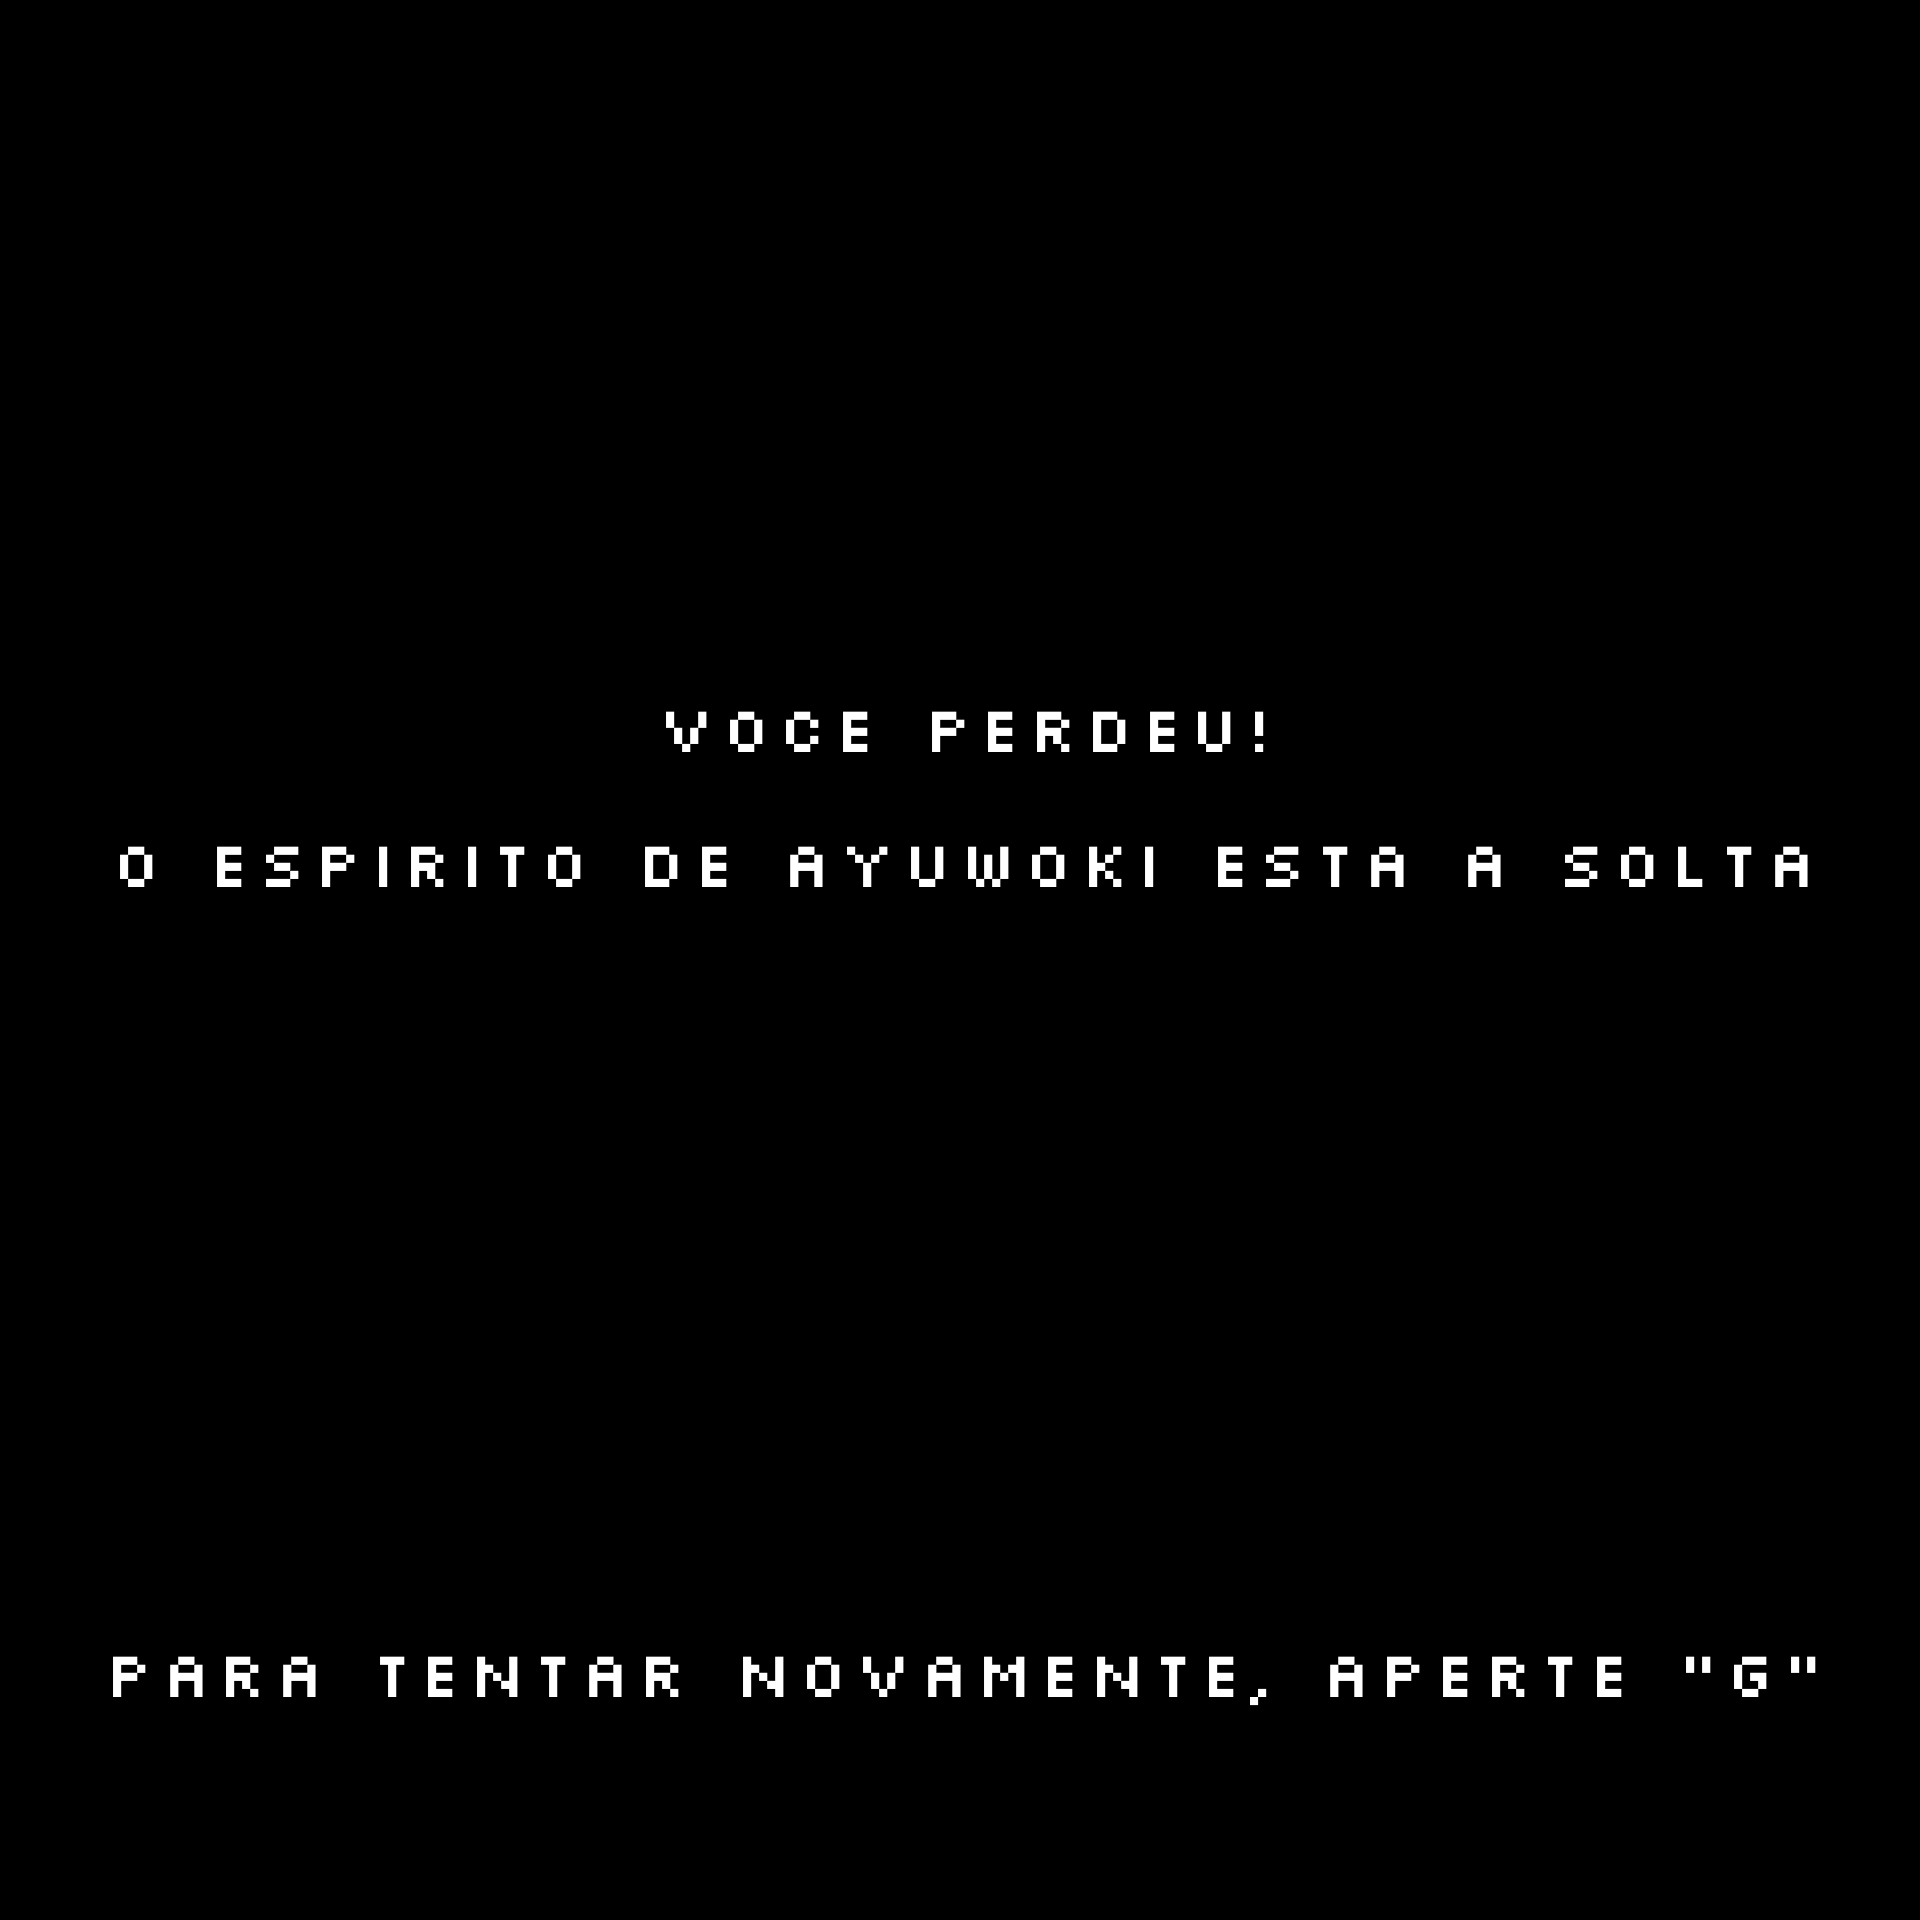 VOCE PERDEU!
O ESPIRITO DE AYUWOKI ESTA A SOLTA
PARA TENTAR NOVAMENTE, APERTE "G"